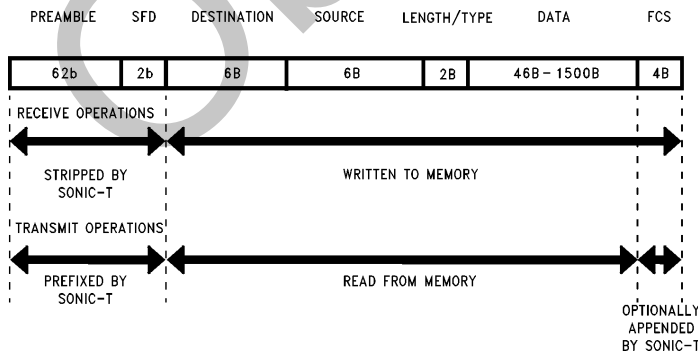 PREAMBLE SFD DESTINATION SOURCE LENGTH/TYPE DATA FCS
62b 2b 6B 6B 2B 46B-1500B 4B
RECEIVE OPERATIONS
STRIPPED BY
SONIC-T
WRITTEN TO MEMORY
TRANSMIT OPERATIONS
PREFIXED BY
SONIC-T
READ FROM MEMORY
OPTIONALLY
APPENDED
BY SONIC-T